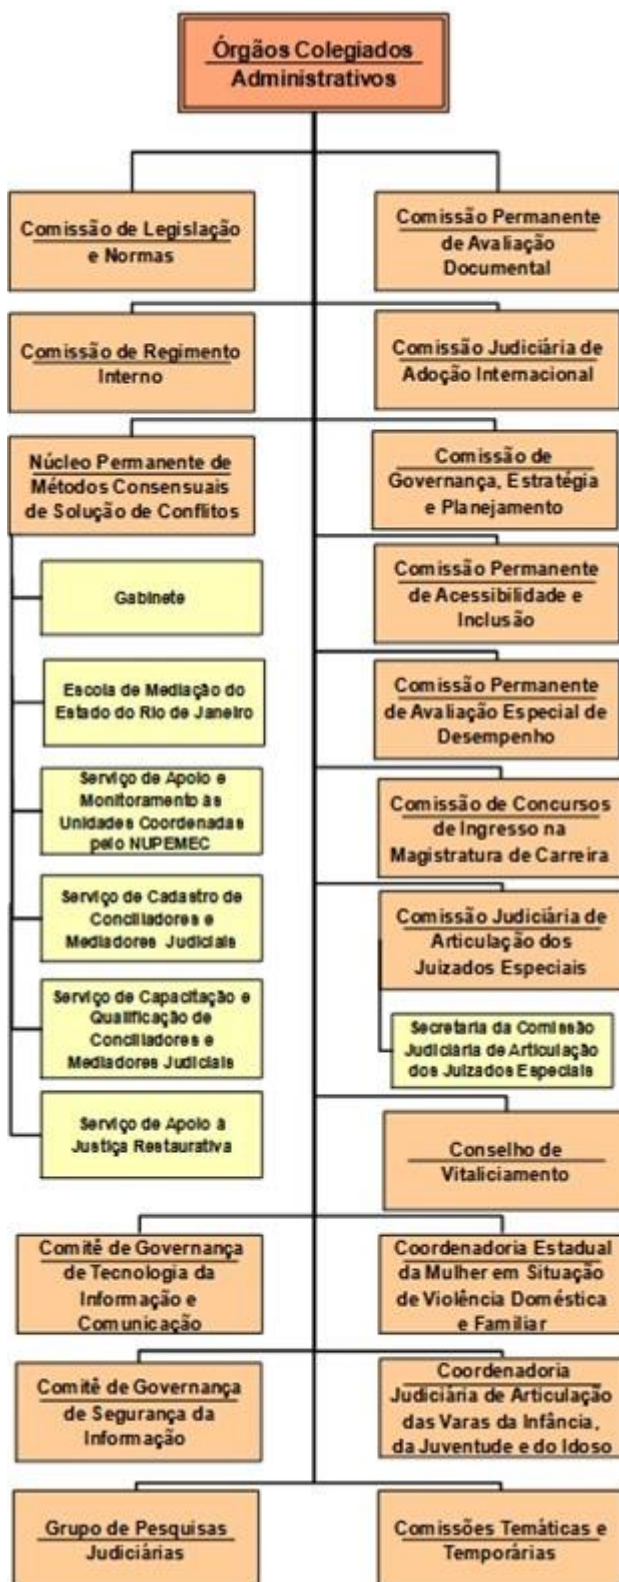 Órgãos Colegiados
Administrativos
Comissão de Legislação
e Normas
Comissão Permanente
de Avaliação
Documental
Comissão de Regimento
Interno
Comissão Judiciária de
Adoção Internacional
Núcleo Permanente de
Métodos Consensuais
de Solução de Conflitos
Comissão de
Governança, Estratégia
e Planejamento
Gabinete
Comissão Permanente
de Acessibilidade e
Inclusão
Escola de Mediação do
Estado do Rio de Janeiro
Comissão Permanente
de Avaliação Especial de
Desempenho
Serviço de Apoio e
Monitoramento às
Unidades Coordenadas
pelo NUPEMEC
Comissão de Concursos
de Ingresso na
Magistratura de Carreira
Serviço de Cadastro de
Conciliadores e
Mediadores Judiciais
Comissão Judiciária de
Articulação dos
Juizados Especiais
Serviço de Capacitação e
Qualificação de
Conciliadores e
Mediadores Judiciais
Secretaria da Comissão
Judiciária de Articulação
dos Juizados Especiais
Serviço de Apoio à
Justiça Restaurativa
Conselho de
Vitaliciamento
Comitê de Governança
de Tecnologia da
Informação e
Comunicação
Coordenadoria Estadual
da Mulher em Situação
de Violência Doméstica
e Familiar
Comitê de Governança
de Segurança da
Informação
Coordenadoria
Judiciária de Articulação
das Varas da Infância,
da Juventude e do Idoso
Grupo de Pesquisas
Judiciárias
Comissões Temáticas e
Temporárias